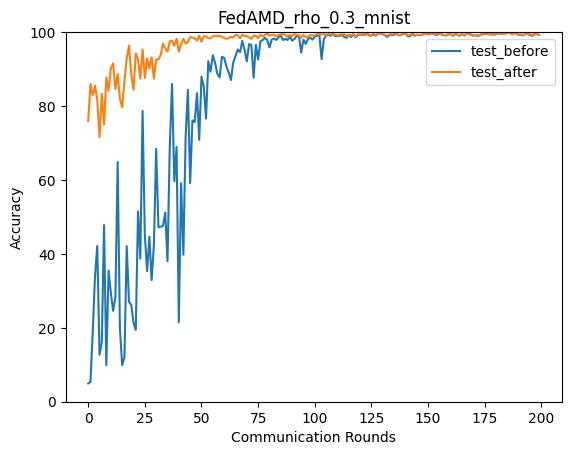 FedAMD_rho_0.3_mnist
100
80
60
40
20
0
Accuracy
test_before
test_after
0 25 50 75 100 125 150 175 200
Communication Rounds